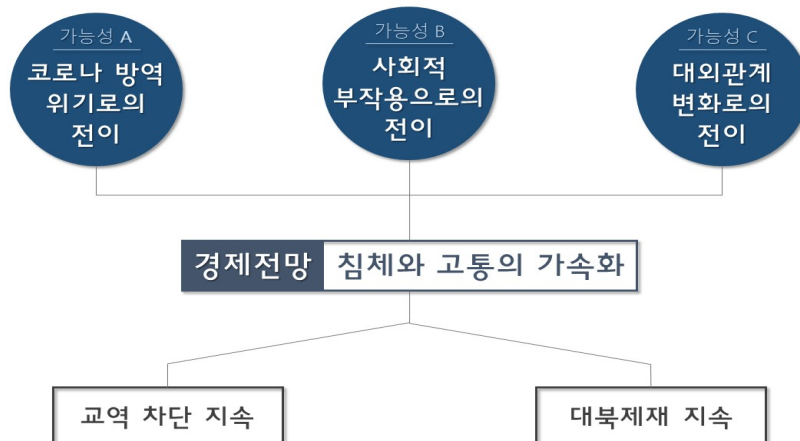 가능성 A
코로나 방역
위기로의
전이
가능성 B
사회적
부작용으로의
전이
가능성 C
대외관계
변화로의
전이
경제전망 침체와 고통의 가속화
교역 차단 지속
대북제재 지속